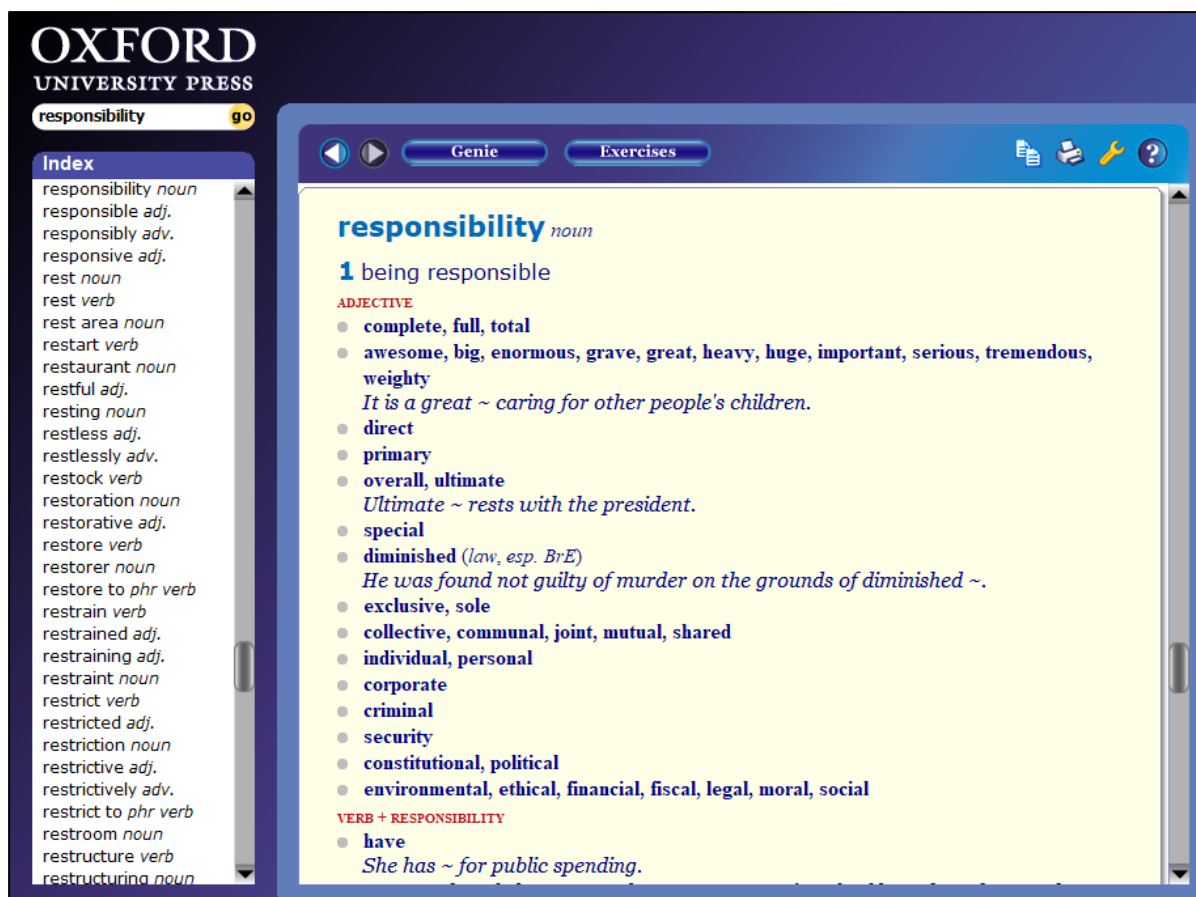 OXFORD
UNIVERSITY PRESS
responsibility go
Index
responsibility noun
responsible adj.
responsibly adv.
responsive adj.
rest noun
rest verb
rest area noun
restart verb
restaurant noun
restful adj.
resting noun
restless adj.
restlessly adv.
restock verb
restoration noun
restorative adj.
restore verb
restorer noun
restore to phr verb
restrain verb
restrained adj.
restraining adj.
restraint noun
restrict verb
restricted adj.
restriction noun
restrictive adj.
restrictively adv.
restrict to phr verb
restroom noun
restructure verb
restructuring noun
Genie Exercises ?
responsibility noun
1 being responsible
ADJECTIVE
complete, full, total
awesome, big, enormous, grave, great, heavy, huge, important, serious, tremendous,
weighty
It is a great ~ caring for other people's children.
direct
primary
overall, ultimate
Ultimate ~ rests with the president.
special
diminished (law, esp. BrE)
He was found not guilty of murder on the grounds of diminished ~.
exclusive, sole
collective, communal, joint, mutual, shared
individual, personal
corporate
criminal
security
constitutional, political
environmental, ethical, financial, fiscal, legal, moral, social
VERB + RESPONSIBILITY
have
She has ~ for public spending.